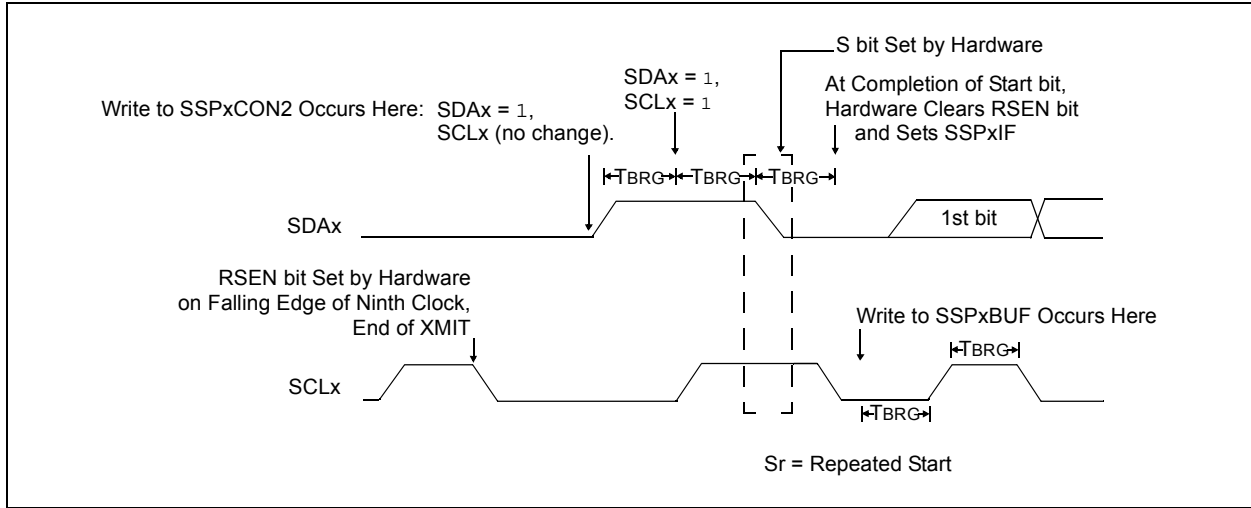 S bit Set by Hardware
SDAx = 1,
SCLx = 1
At Completion of Start bit,
Hardware Clears RSEN bit
and Sets SSPxIF
Write to SSPxCON2 Occurs Here: SDAx = 1,
SCLx (no change).
TBRG TBRG TBRG
SDAx
1st bit
RSEN bit Set by Hardware
on Falling Edge of Ninth Clock,
End of XMIT
Write to SSPxBUF Occurs Here
TBRG
SCLx
TBRG
Sr = Repeated Start